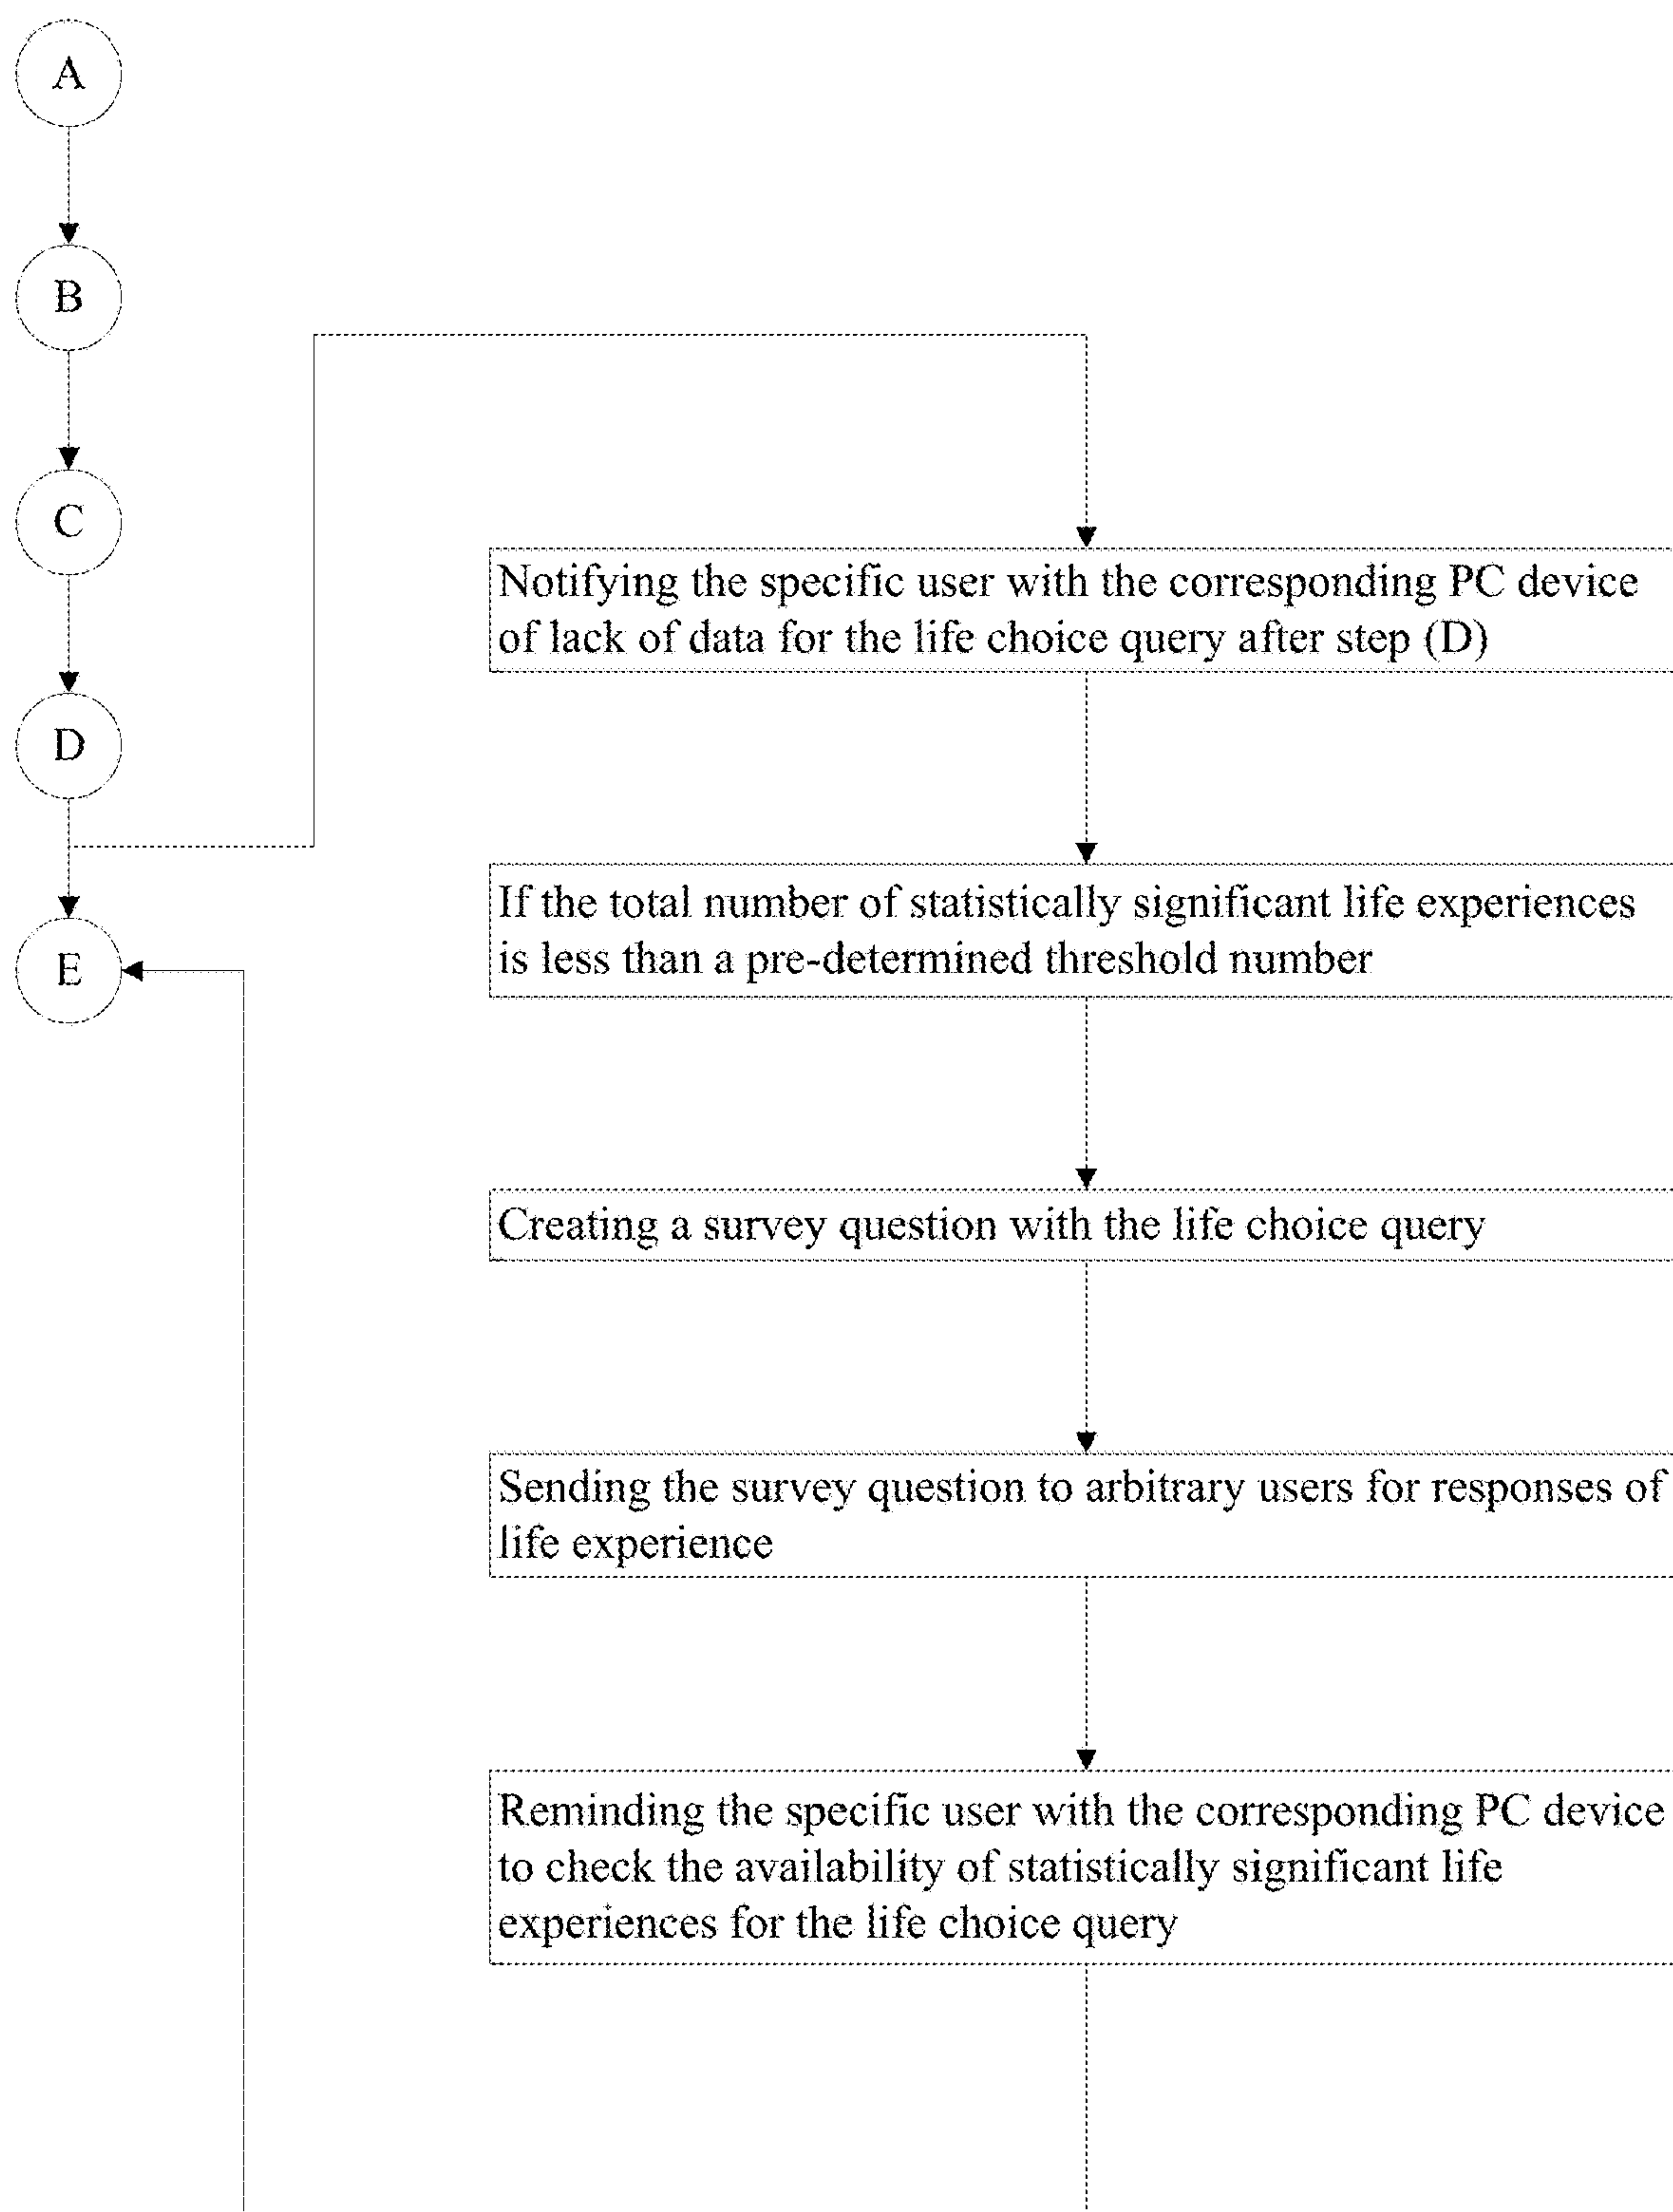 A
B
C
D
E
Notifying the specific user with the corresponding PC device
of lack of data for the life choice query after step (D)
If the total number of statistically significant life experiences
is less than a pre-determined threshold number
Creating a survey question with the life choice query
Sending the survey question to arbitrary users for responses of
life experience
Reminding the specific user with the corresponding PC device
to check the availability of statistically significant life
experiences for the life choice query